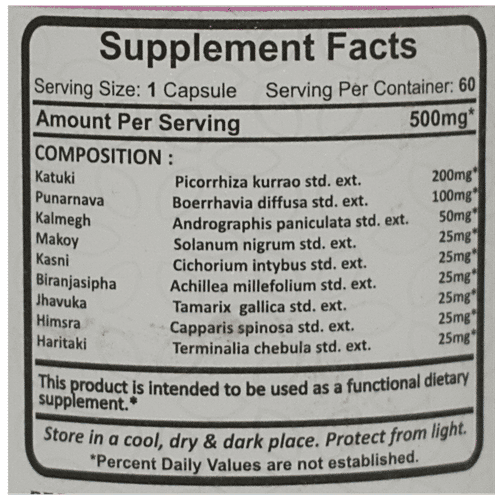 Supplement Facts
Serving Size: 1 Capsule Serving Per Container: 60
Amount Per Serving 500mg*
COMPOSITION :
Katuki Picorrhiza kurrao std. ext. 200mg*
Punarnava Boerrhavia diffusa std. ext. 100mg*
Kalmegh Andrographis paniculata std. ext. 50mg*
Makoy Solanum nigrum std. ext. 25mg*
Kasni Cichorium intybus std. ext. 25mg*
Biranjasipha Achillea millefolium std. ext. 25mg*
Jhavuka Tamarix gallica std. ext. 25mg*
Himsra Capparis spinosa std. ext. 25mg*
Haritaki Terminalia chebula std. ext. 25mg*
This product is intended to be used as a functional dietary
supplement.*
Store in a cool, dry & dark place. Protect from light.
*Percent Daily Values are not established.